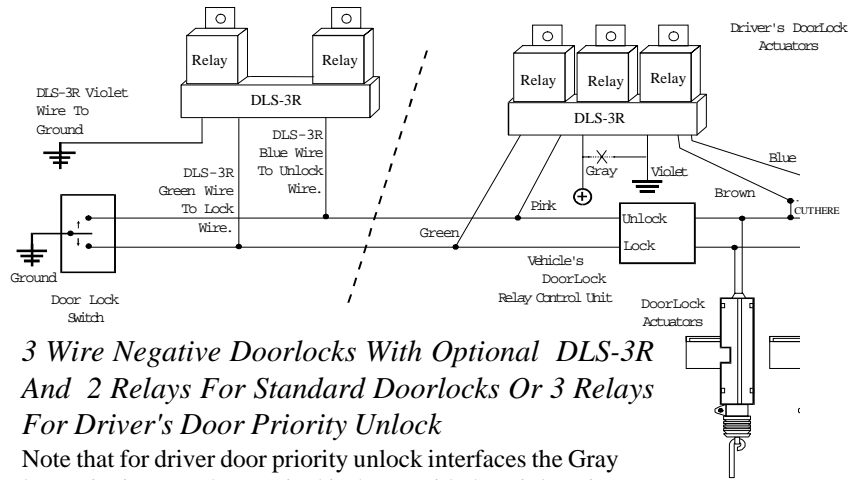 Driver's DoorLock
Actuators
Relay
Relay
Relay
Relay
Relay
DLS-3R
DLS-3R
DLS-3R Violet
Wire To
Ground
DLS-3R
Blue Wire
To Unlock
Wire.
DLS-3R
Green Wire
To Lock
Wire.
Gray
Violet
Blue
Brown
Pink
Green
CUTHERE
Unlock
Lock
Ground
Door Lock
Switch
Vehicle's
DoorLock
Relay Control Unit
DoorLock
Actuators
3 Wire Negative Doorlocks With Optional DLS-3R
And 2 Relays For Standard Doorlocks Or 3 Relays
For Driver's Door Priority Unlock
Note that for driver door priority unlock interfaces the Gray